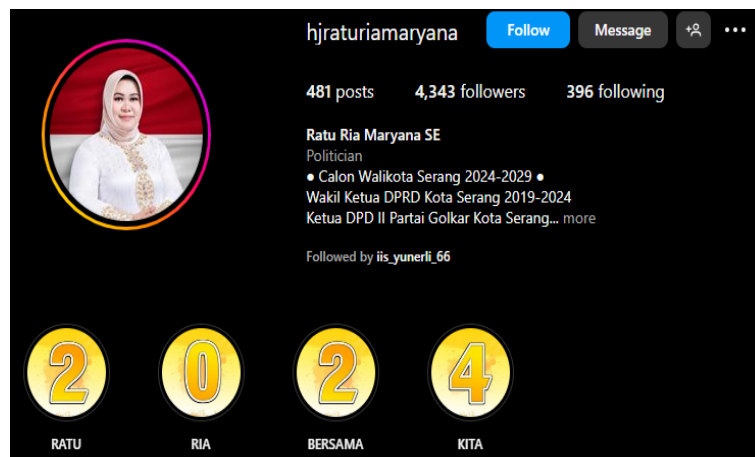 hjraturiamaryana Follow Message
481 posts 4,343 followers 396 following
Ratu Ria Maryana SE
Politician
● Calon Walikota Serang 2024-2029 ●
Wakil Ketua DPRD Kota Serang 2019-2024
Ketua DPD II Partai Golkar Kota Serang... more
Followed by iis_yunerli_66
2 0 2 4
RATU RIA BERSAMA KITA